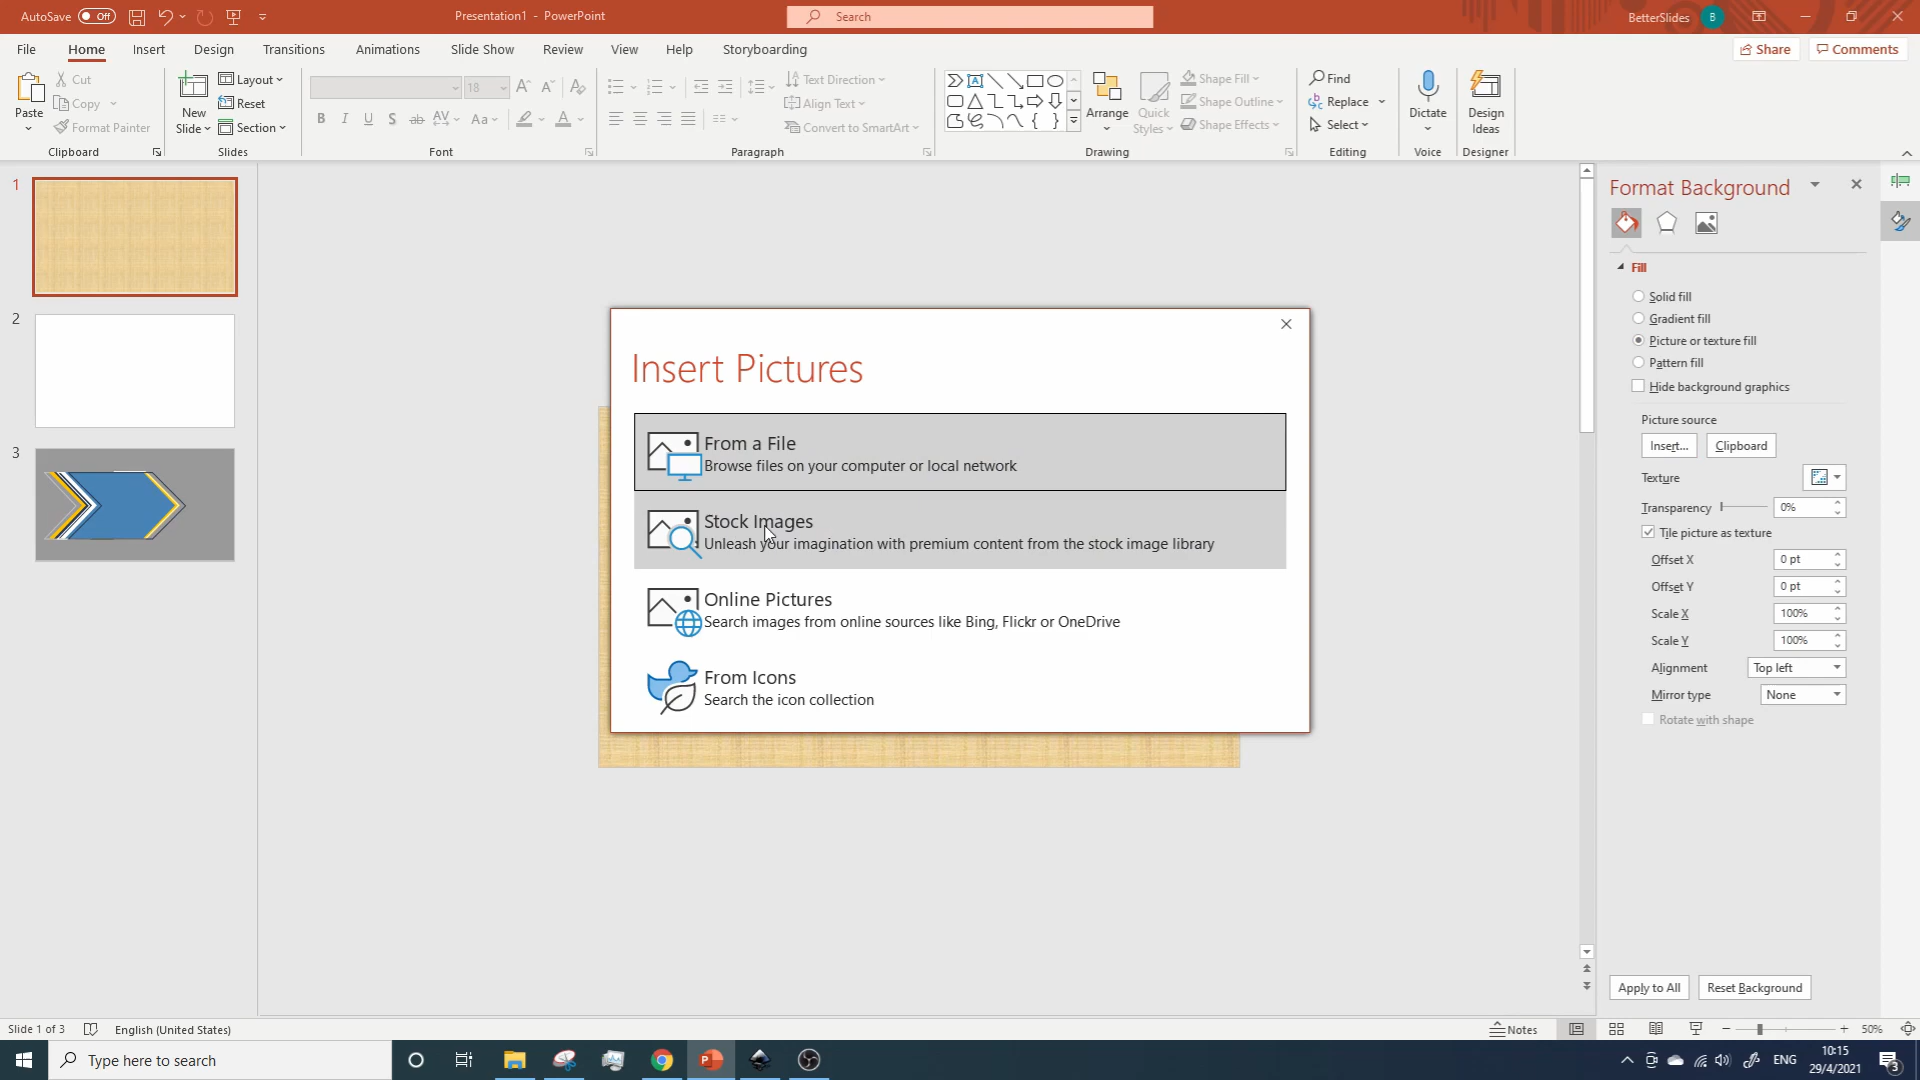 AutoSave Off
Presentation1 - PowerPoint
Search
BetterSlides B
File Home Insert Design Transitions Animations Slide Show Review View Help Storyboarding
Share Comments
Paste
Cut
Copy
Format Painter
Clipboard
New
Slide
Layout
Reset
Section
Slides
18
B I U S ab AV Aa A
Font
Text Direction
Align Text
Convert to SmartArt
Paragraph
Arrange
Quick
Styles
Shape Fill
Shape Outline
Shape Effects
Drawing
Find
Replace
Select
Editing
Dictate
Voice
Design
Ideas
Designer
1
2
3
Insert Pictures
From a File
Browse files on your computer or local network
Stock Images
Unleash your imagination with premium content from the stock image library
Online Pictures
Search images from online sources like Bing, Flickr or OneDrive
From Icons
Search the icon collection
Format Background
Fill
Solid fill
Gradient fill
Picture or texture fill
Pattern fill
Hide background graphics
Picture source
Insert... Clipboard
Texture
Transparency 0%
Tile picture as texture
Offset X 0 pt
Offset Y 0 pt
Scale X 100%
Scale Y 100%
Alignment Top left
Mirror type None
Rotate with shape
Apply to All Reset Background
Slide 1 of 3 English (United States)
Notes 50%
Type here to search
ENG
10:15
29/4/2021
3